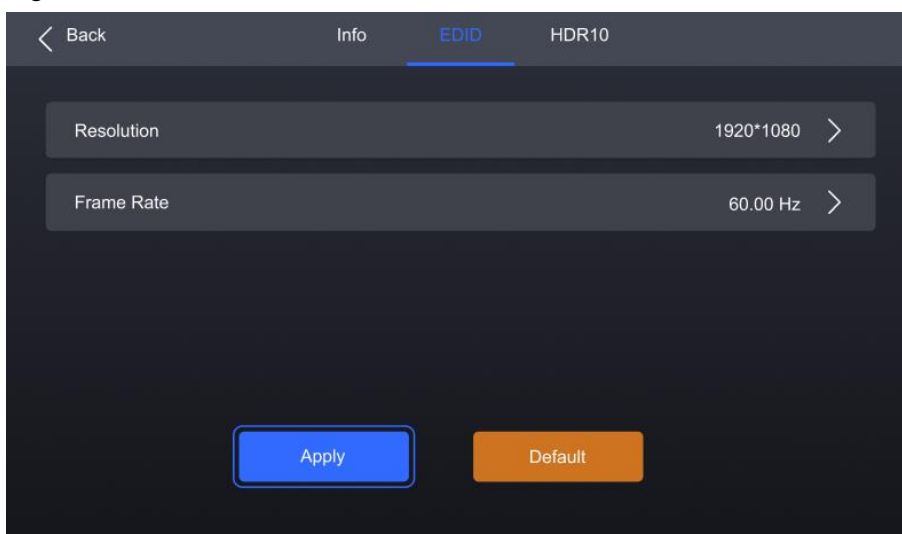 Back Info EDID HDR10
Resolution 1920*1080
Frame Rate 60.00 Hz
Apply Default